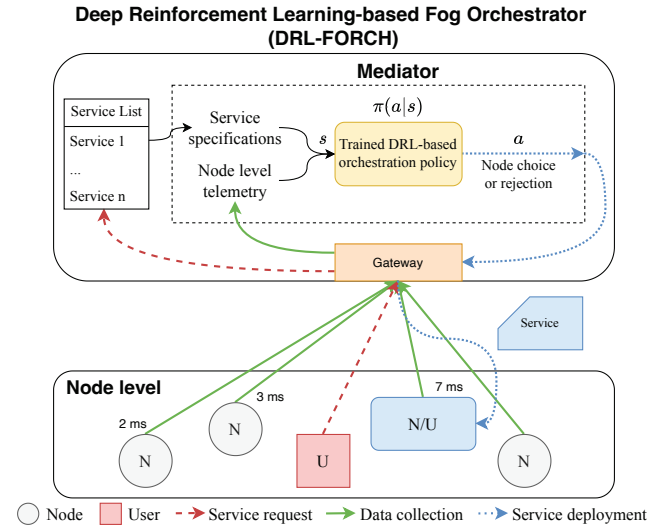 Deep Reinforcement Learning-based Fog Orchestrator
(DRL-FORCH)
Mediator
Service List
Service 1
...
Service n
Service
specifications
Node level
telemetry
s
π(a|s)
Trained DRL-based
orchestration policy
a
Node choice
or rejection
Gateway
Service
Node level
2 ms
3 ms
7 ms
N
N
U
N/U
N
Node
User
Service request
Data collection
Service deployment